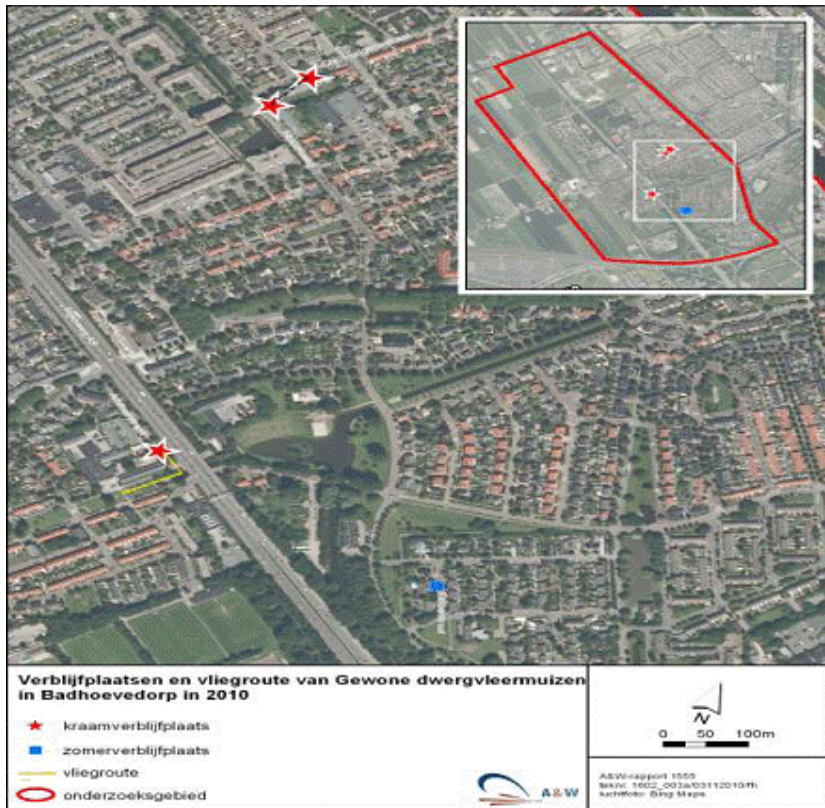 Verblijfplaatsen en vliegroute van Gewone dwergvleermuizen
in Badhoevedorp in 2010
kraamverblijfplaats
zomerverblijfplaats
vliegroute
onderzoeksgebied
N
0 50 100m
A&W
A&W-rapport 1555
luchtfoto: Bing Maps